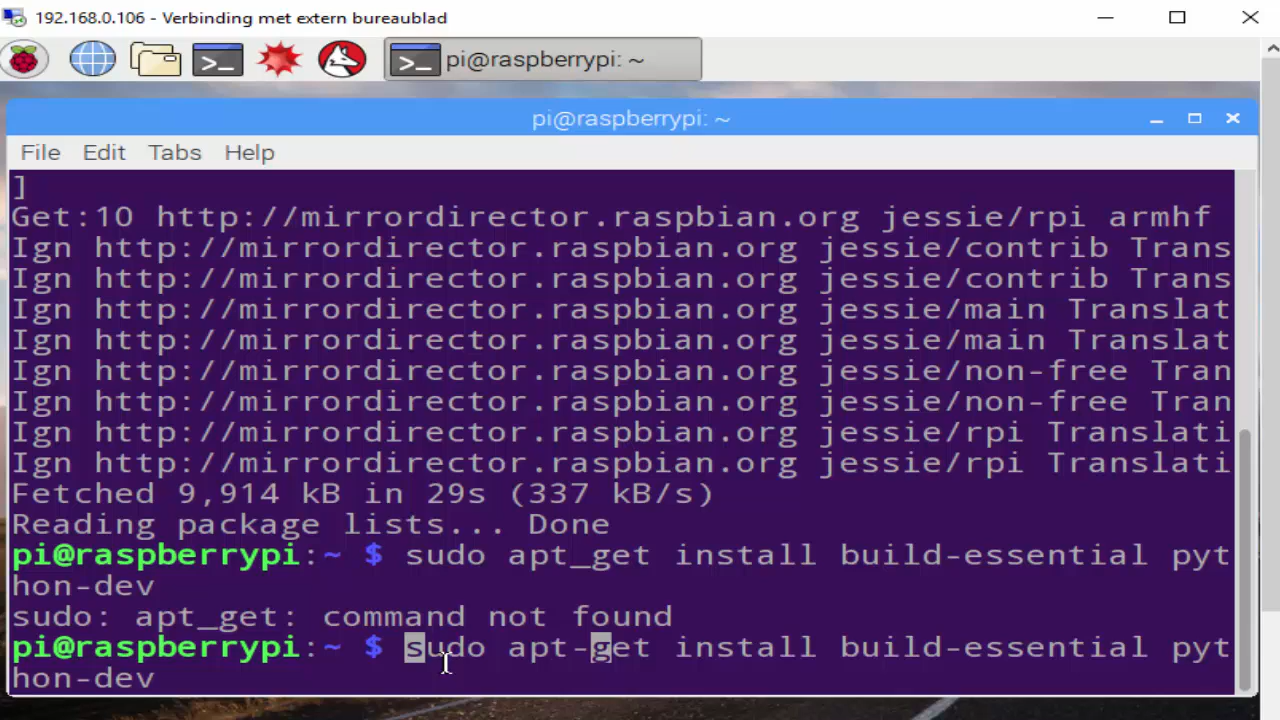 192.168.0.106 - Verbinding met extern bureaublad
pi@raspberrypi: ~
pi@raspberrypi: ~
File Edit Tabs Help
]
Get:10 http://mirrordirector.raspbian.org jessie/rpi armhf
Ign http://mirrordirector.raspbian.org jessie/contrib Trans
Ign http://mirrordirector.raspbian.org jessie/contrib Trans
Ign http://mirrordirector.raspbian.org jessie/main Translat
Ign http://mirrordirector.raspbian.org jessie/main Translat
Ign http://mirrordirector.raspbian.org jessie/non-free Tran
Ign http://mirrordirector.raspbian.org jessie/non-free Tran
Ign http://mirrordirector.raspbian.org jessie/rpi Translati
Ign http://mirrordirector.raspbian.org jessie/rpi Translati
Fetched 9,914 kB in 29s (337 kB/s)
Reading package lists... Done
pi@raspberrypi:~ $ sudo apt_get install build-essential pyt
hon-dev
sudo: apt_get: command not found
pi@raspberrypi:~ $ sudo apt-get install build-essential pyt
hon-dev